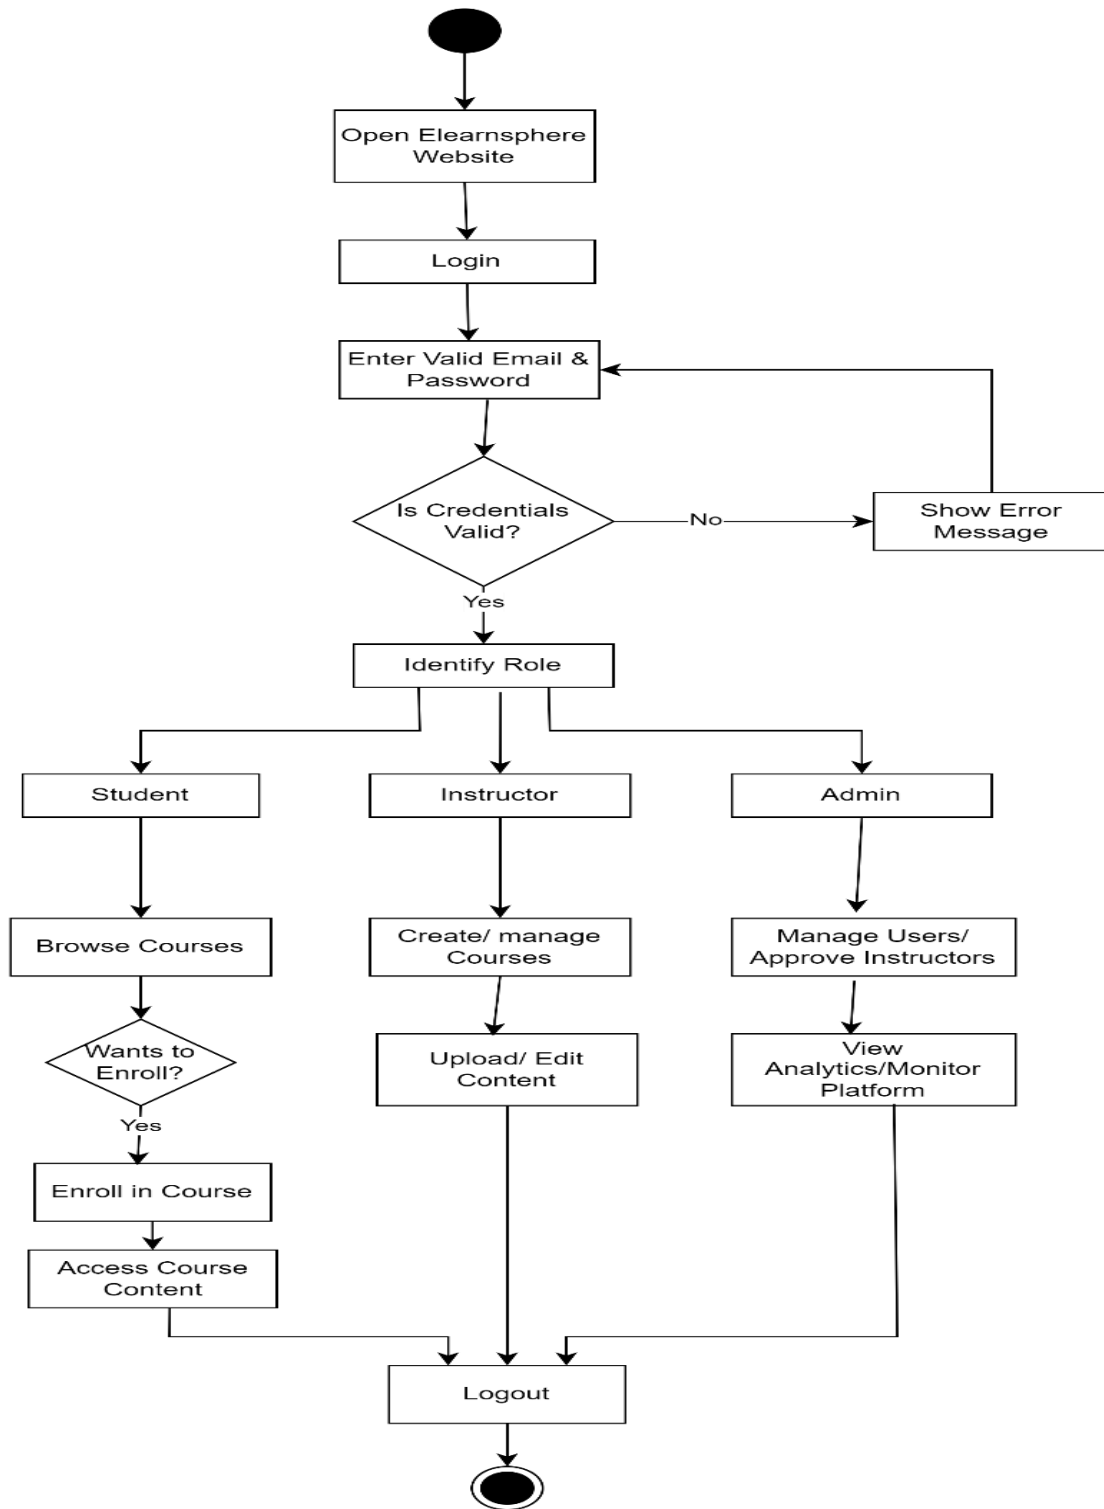 Open Elearnsphere
Website
Login
Enter Valid Email &
Password
Is Credentials
Valid?
No
Show Error
Message
Yes
Identify Role
Student
Instructor
Admin
Browse Courses
Create/ manage
Courses
Manage Users/
Approve Instructors
Wants to
Enroll?
Upload/ Edit
Content
View
Analytics/Monitor
Platform
Yes
Enroll in Course
Access Course
Content
Logout